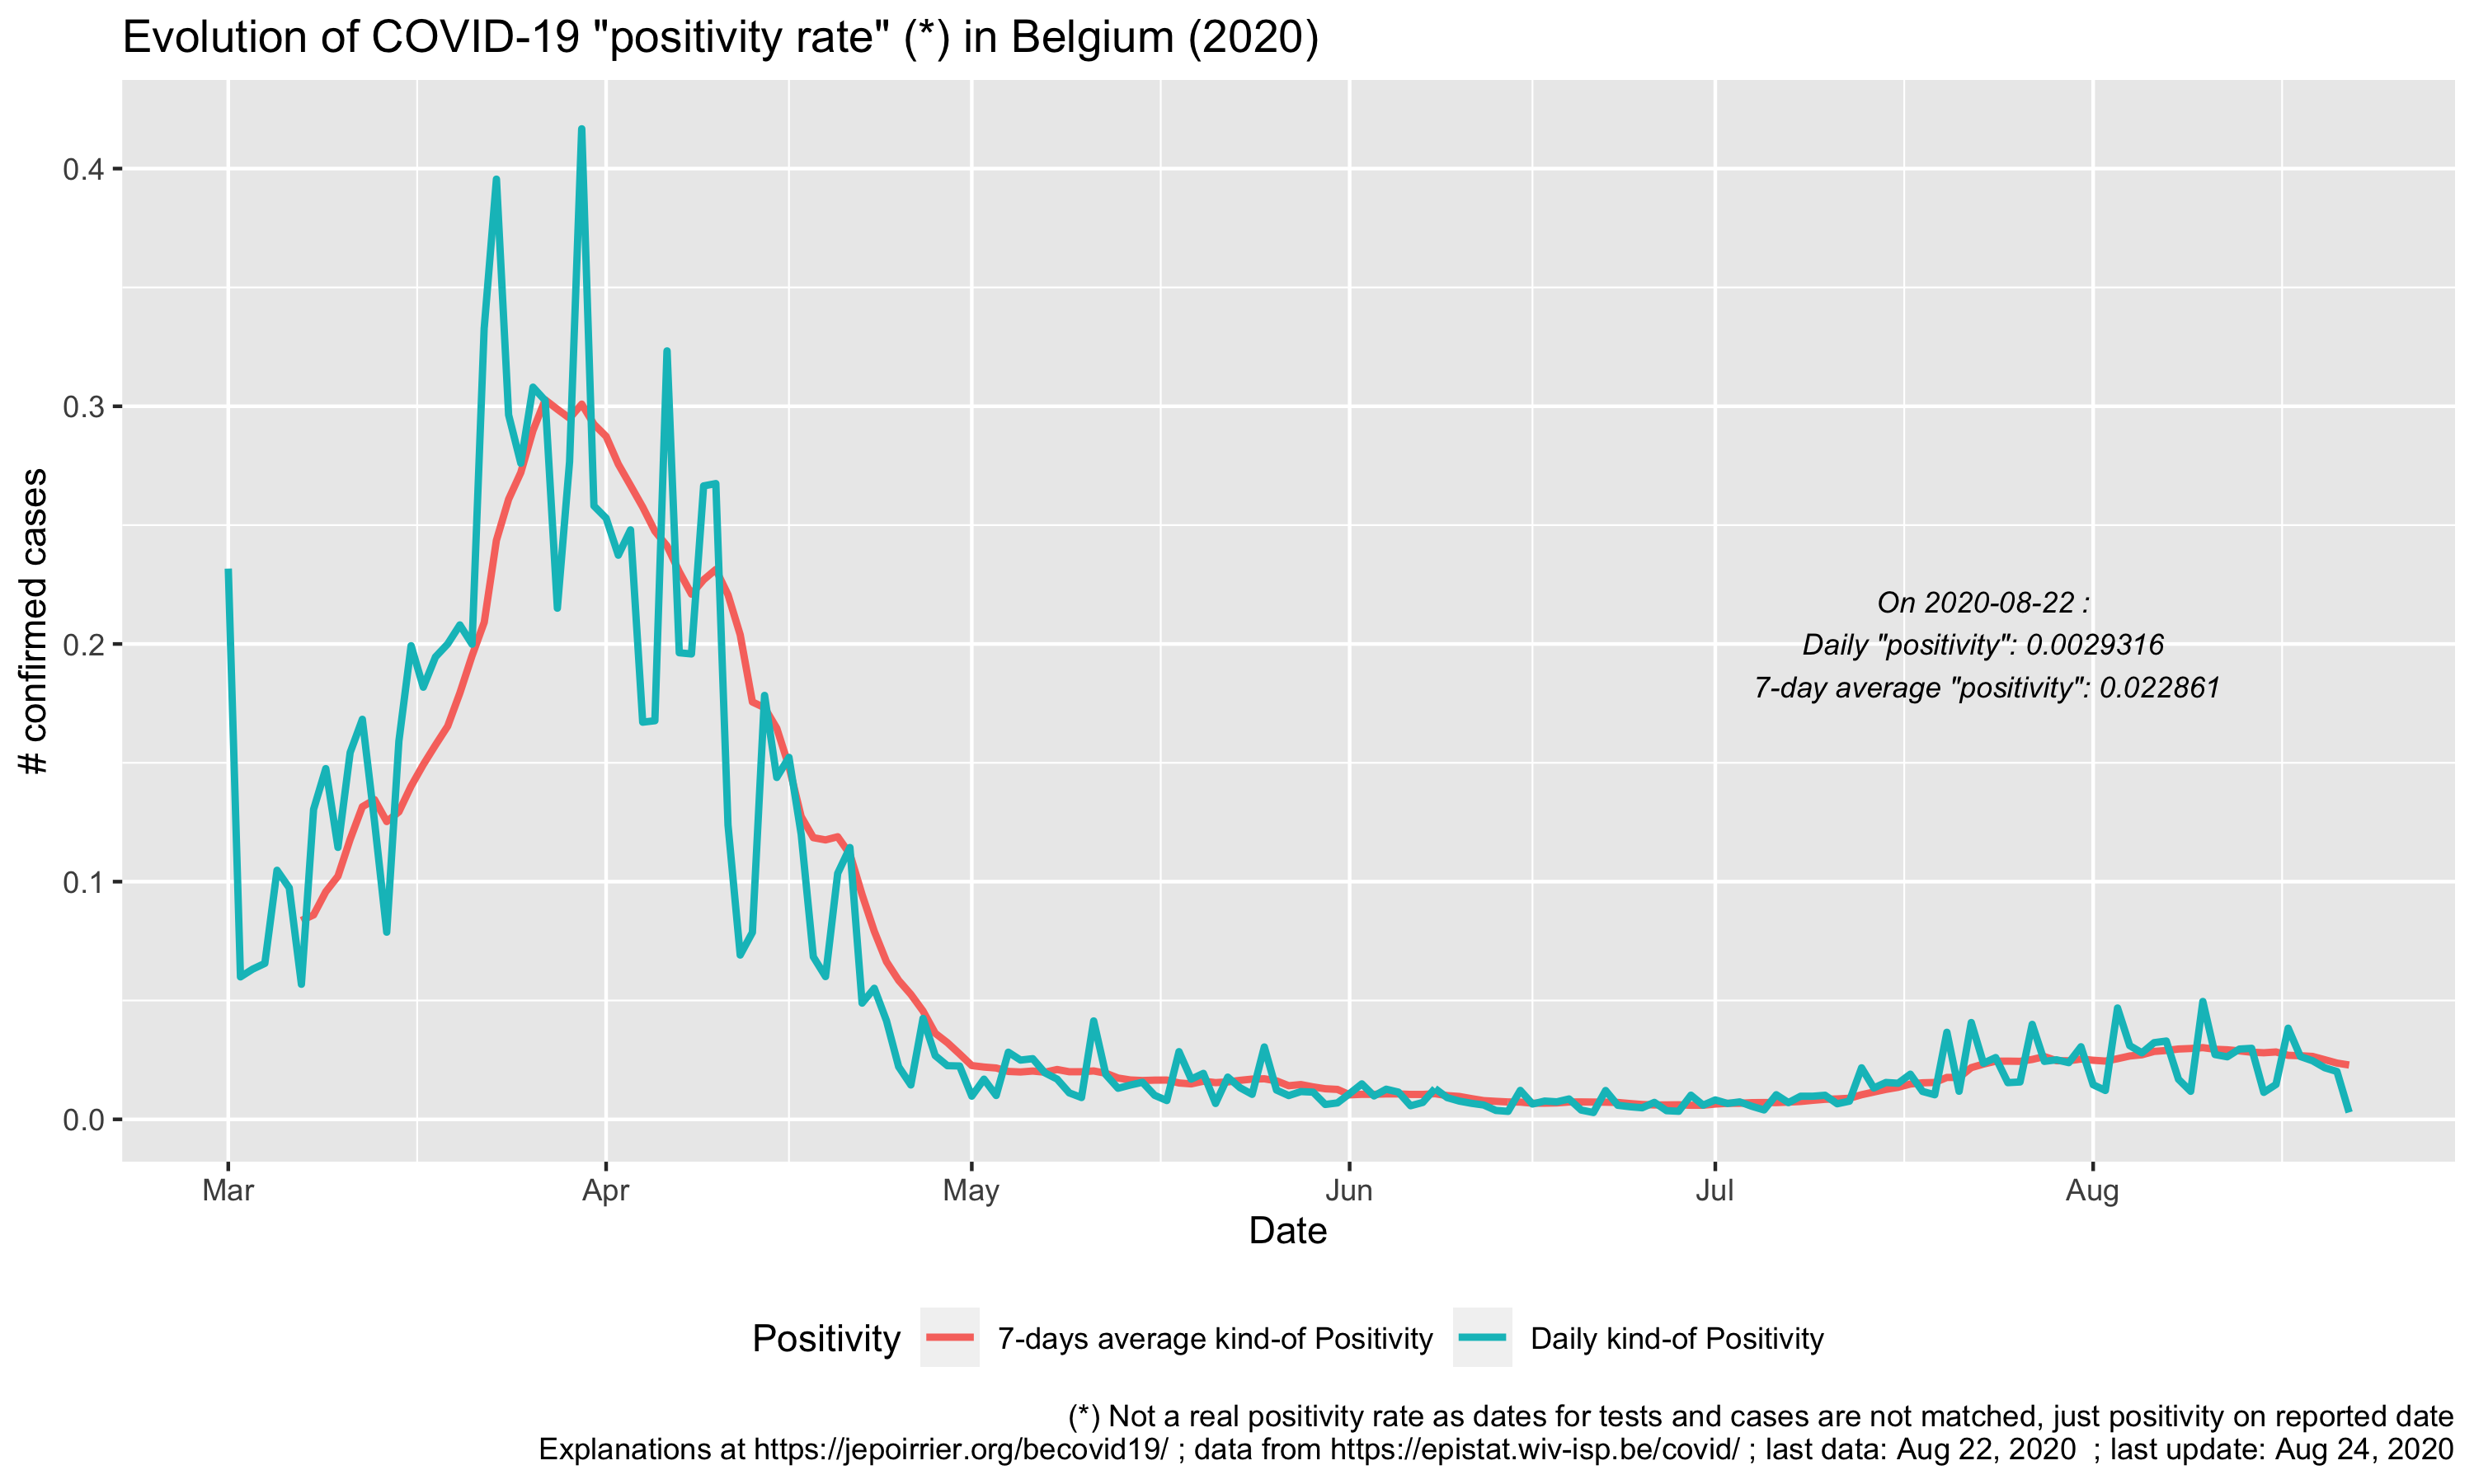 Evolution of COVID-19 "positivity rate" (*) in Belgium (2020)
# confirmed cases
0.4
0.3
0.2
0.1
0.0
On 2020-08-22 :
Daily "positivity": 0.0029316
7-day average "positivity": 0.022861
Mar Apr May Jun Jul Aug
Date
Positivity 7-days average kind-of Positivity Daily kind-of Positivity
(*) Not a real positivity rate as dates for tests and cases are not matched, just positivity on reported date
Explanations at https://jepoirrier.org/becovid19/ ; data from https://epistat.wiv-isp.be/covid/ ; last data: Aug 22, 2020  ; last update: Aug 24, 2020